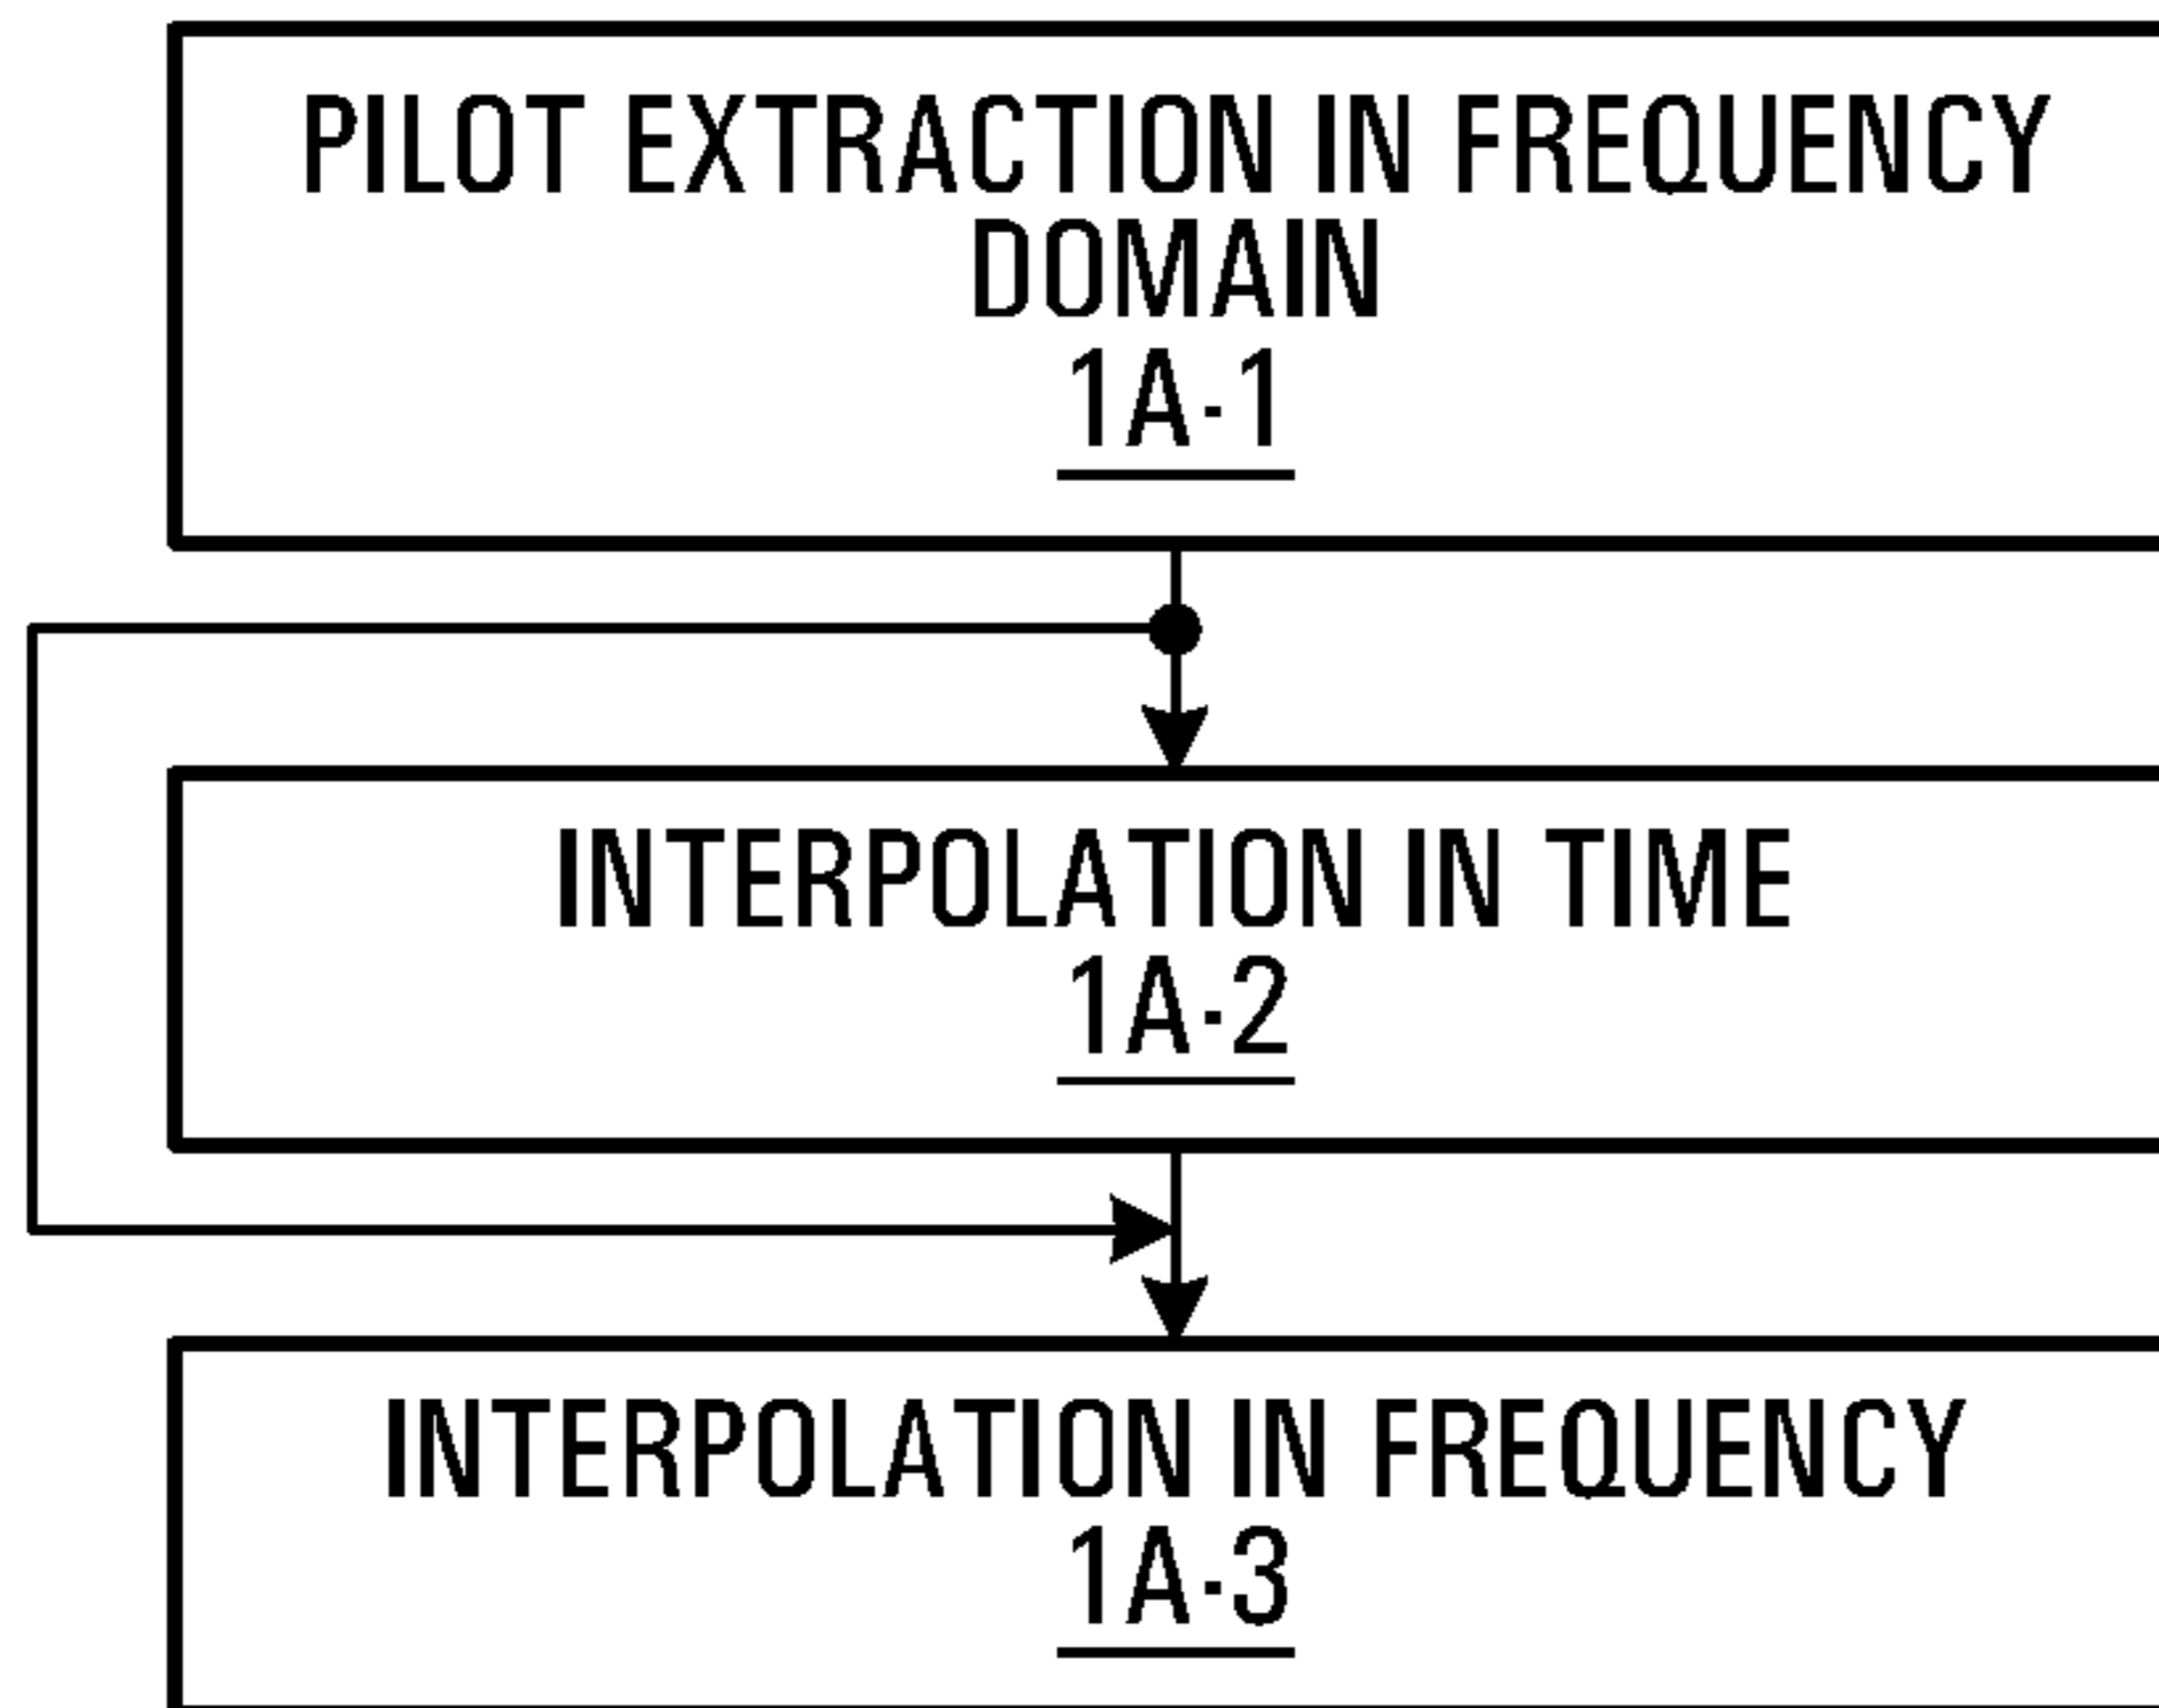 PILOT EXTRACTION IN FREQUENCY
DOMAIN
1A-1
INTERPOLATION IN TIME
1A-2
INTERPOLATION IN FREQUENCY
1A-3